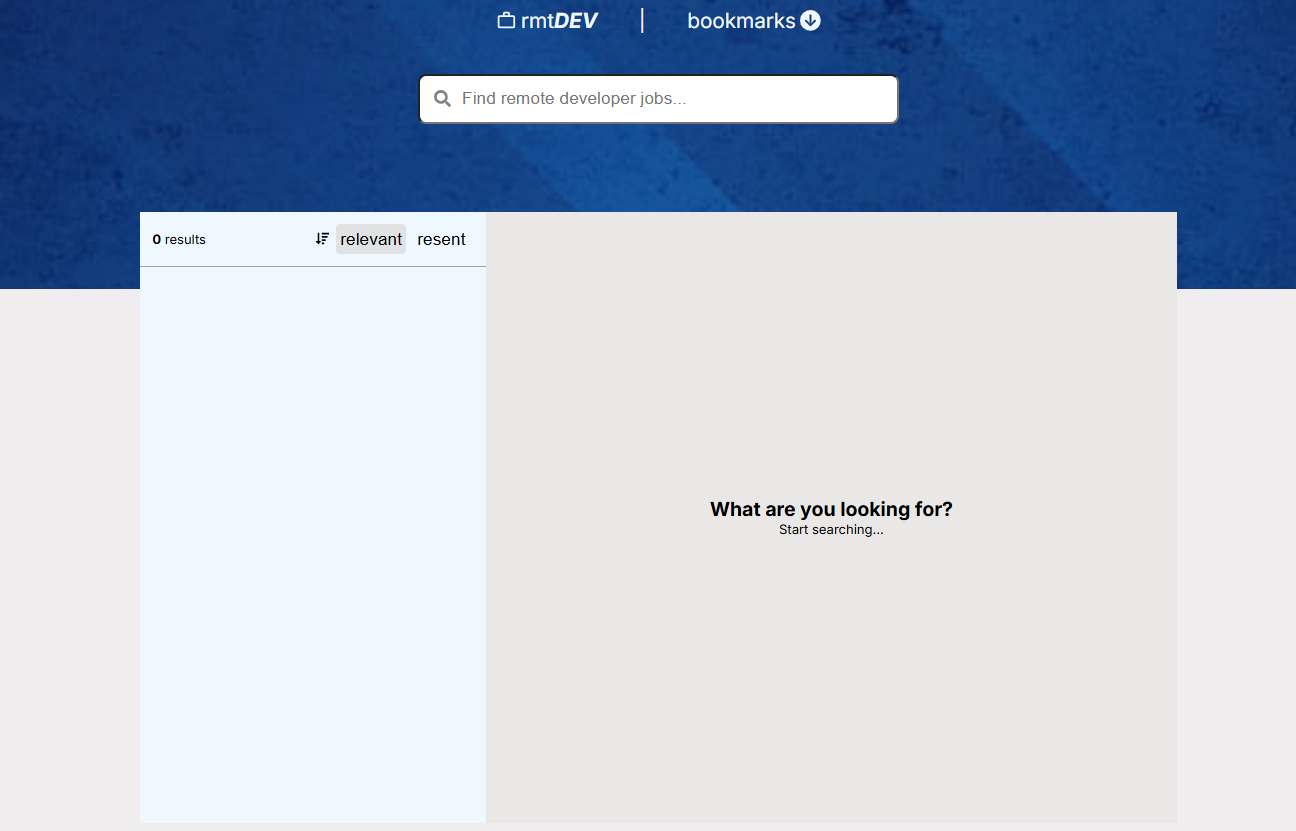 rmtDEV | bookmarks
Find remote developer jobs...
0 results relevant resent
What are you looking for?
Start searching...